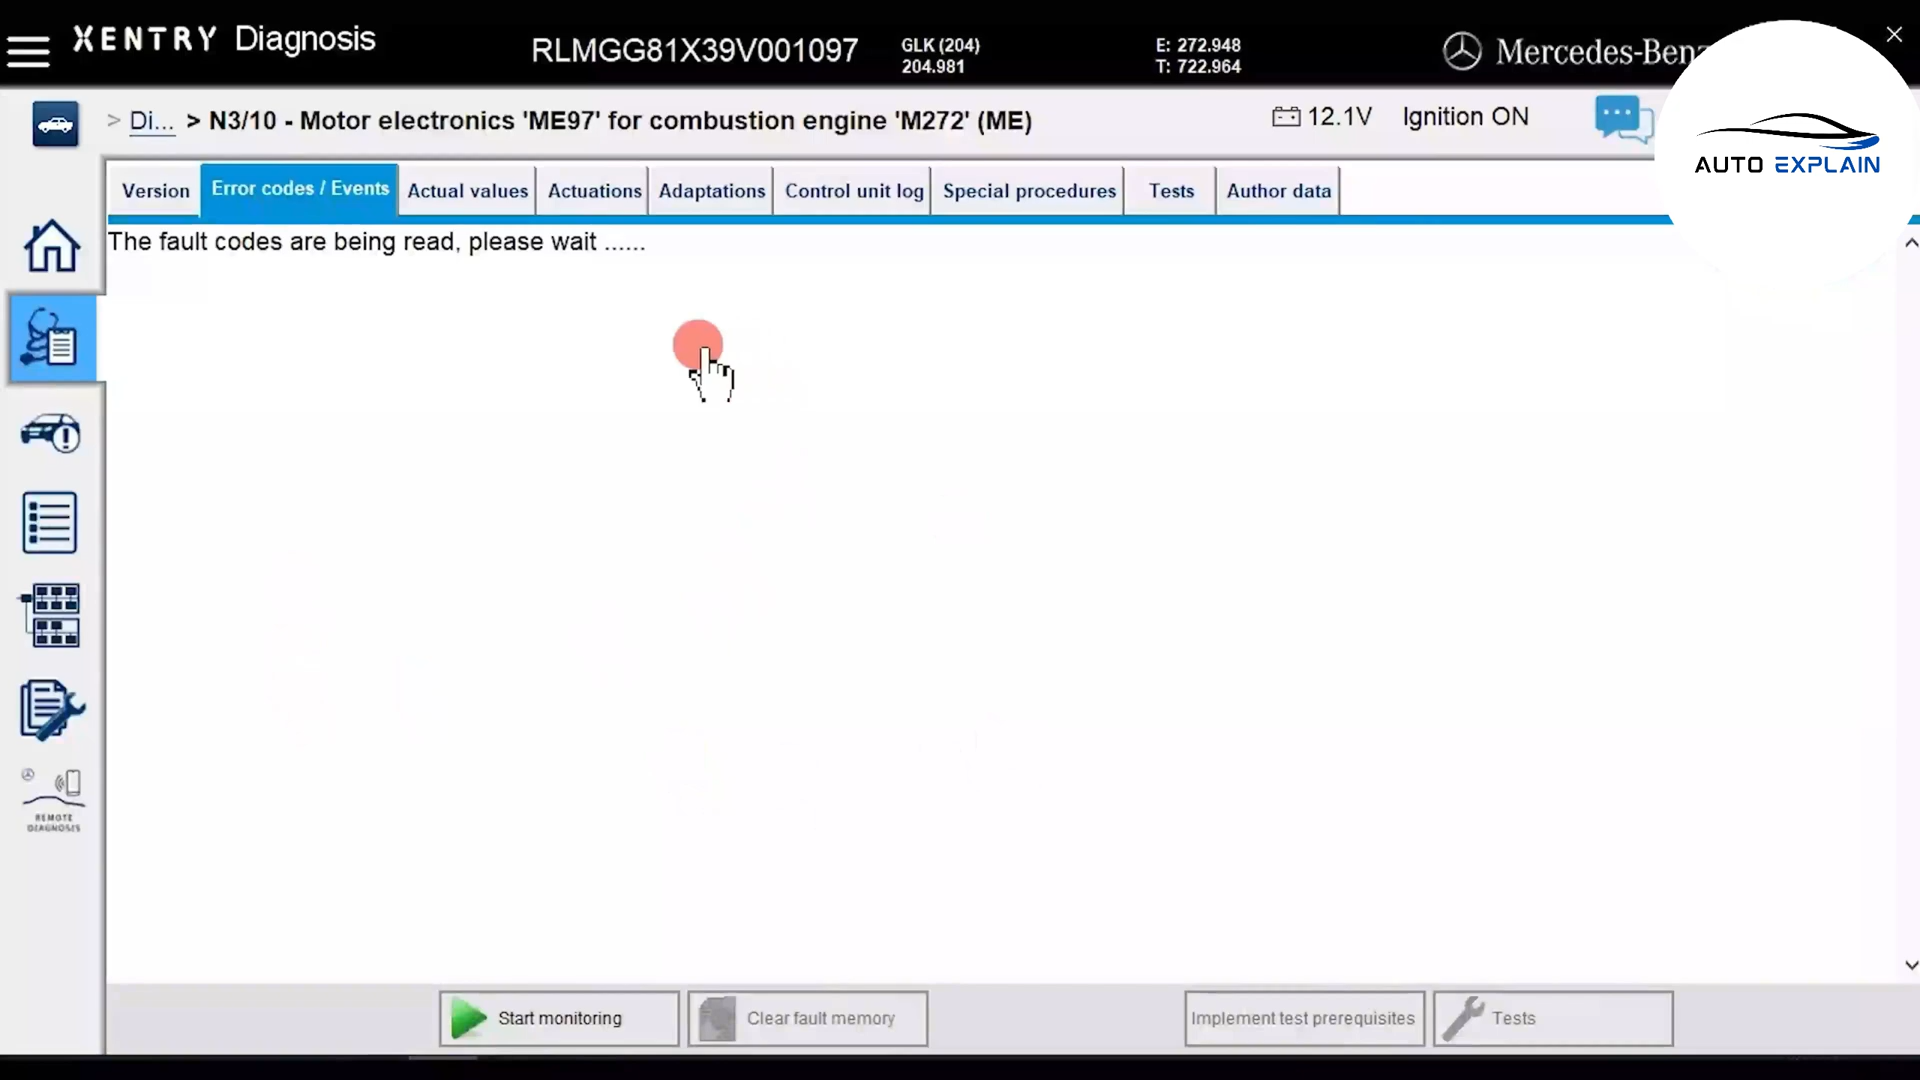 XENTRY Diagnosis
RLMGG81X39V001097
GLK (204)
204.981
E: 272.948
T: 722.964
Mercedes-Benz
AUTO EXPLAIN
> Di... > N3/10 - Motor electronics 'ME97' for combustion engine 'M272' (ME)
12.1V
Ignition ON
Version
Error codes / Events
Actual values
Actuations
Adaptations
Control unit log
Special procedures
Tests
Author data
The fault codes are being read, please wait ......
REMOTE
DIAGNOSIS
Start monitoring
Clear fault memory
Implement test prerequisites
Tests